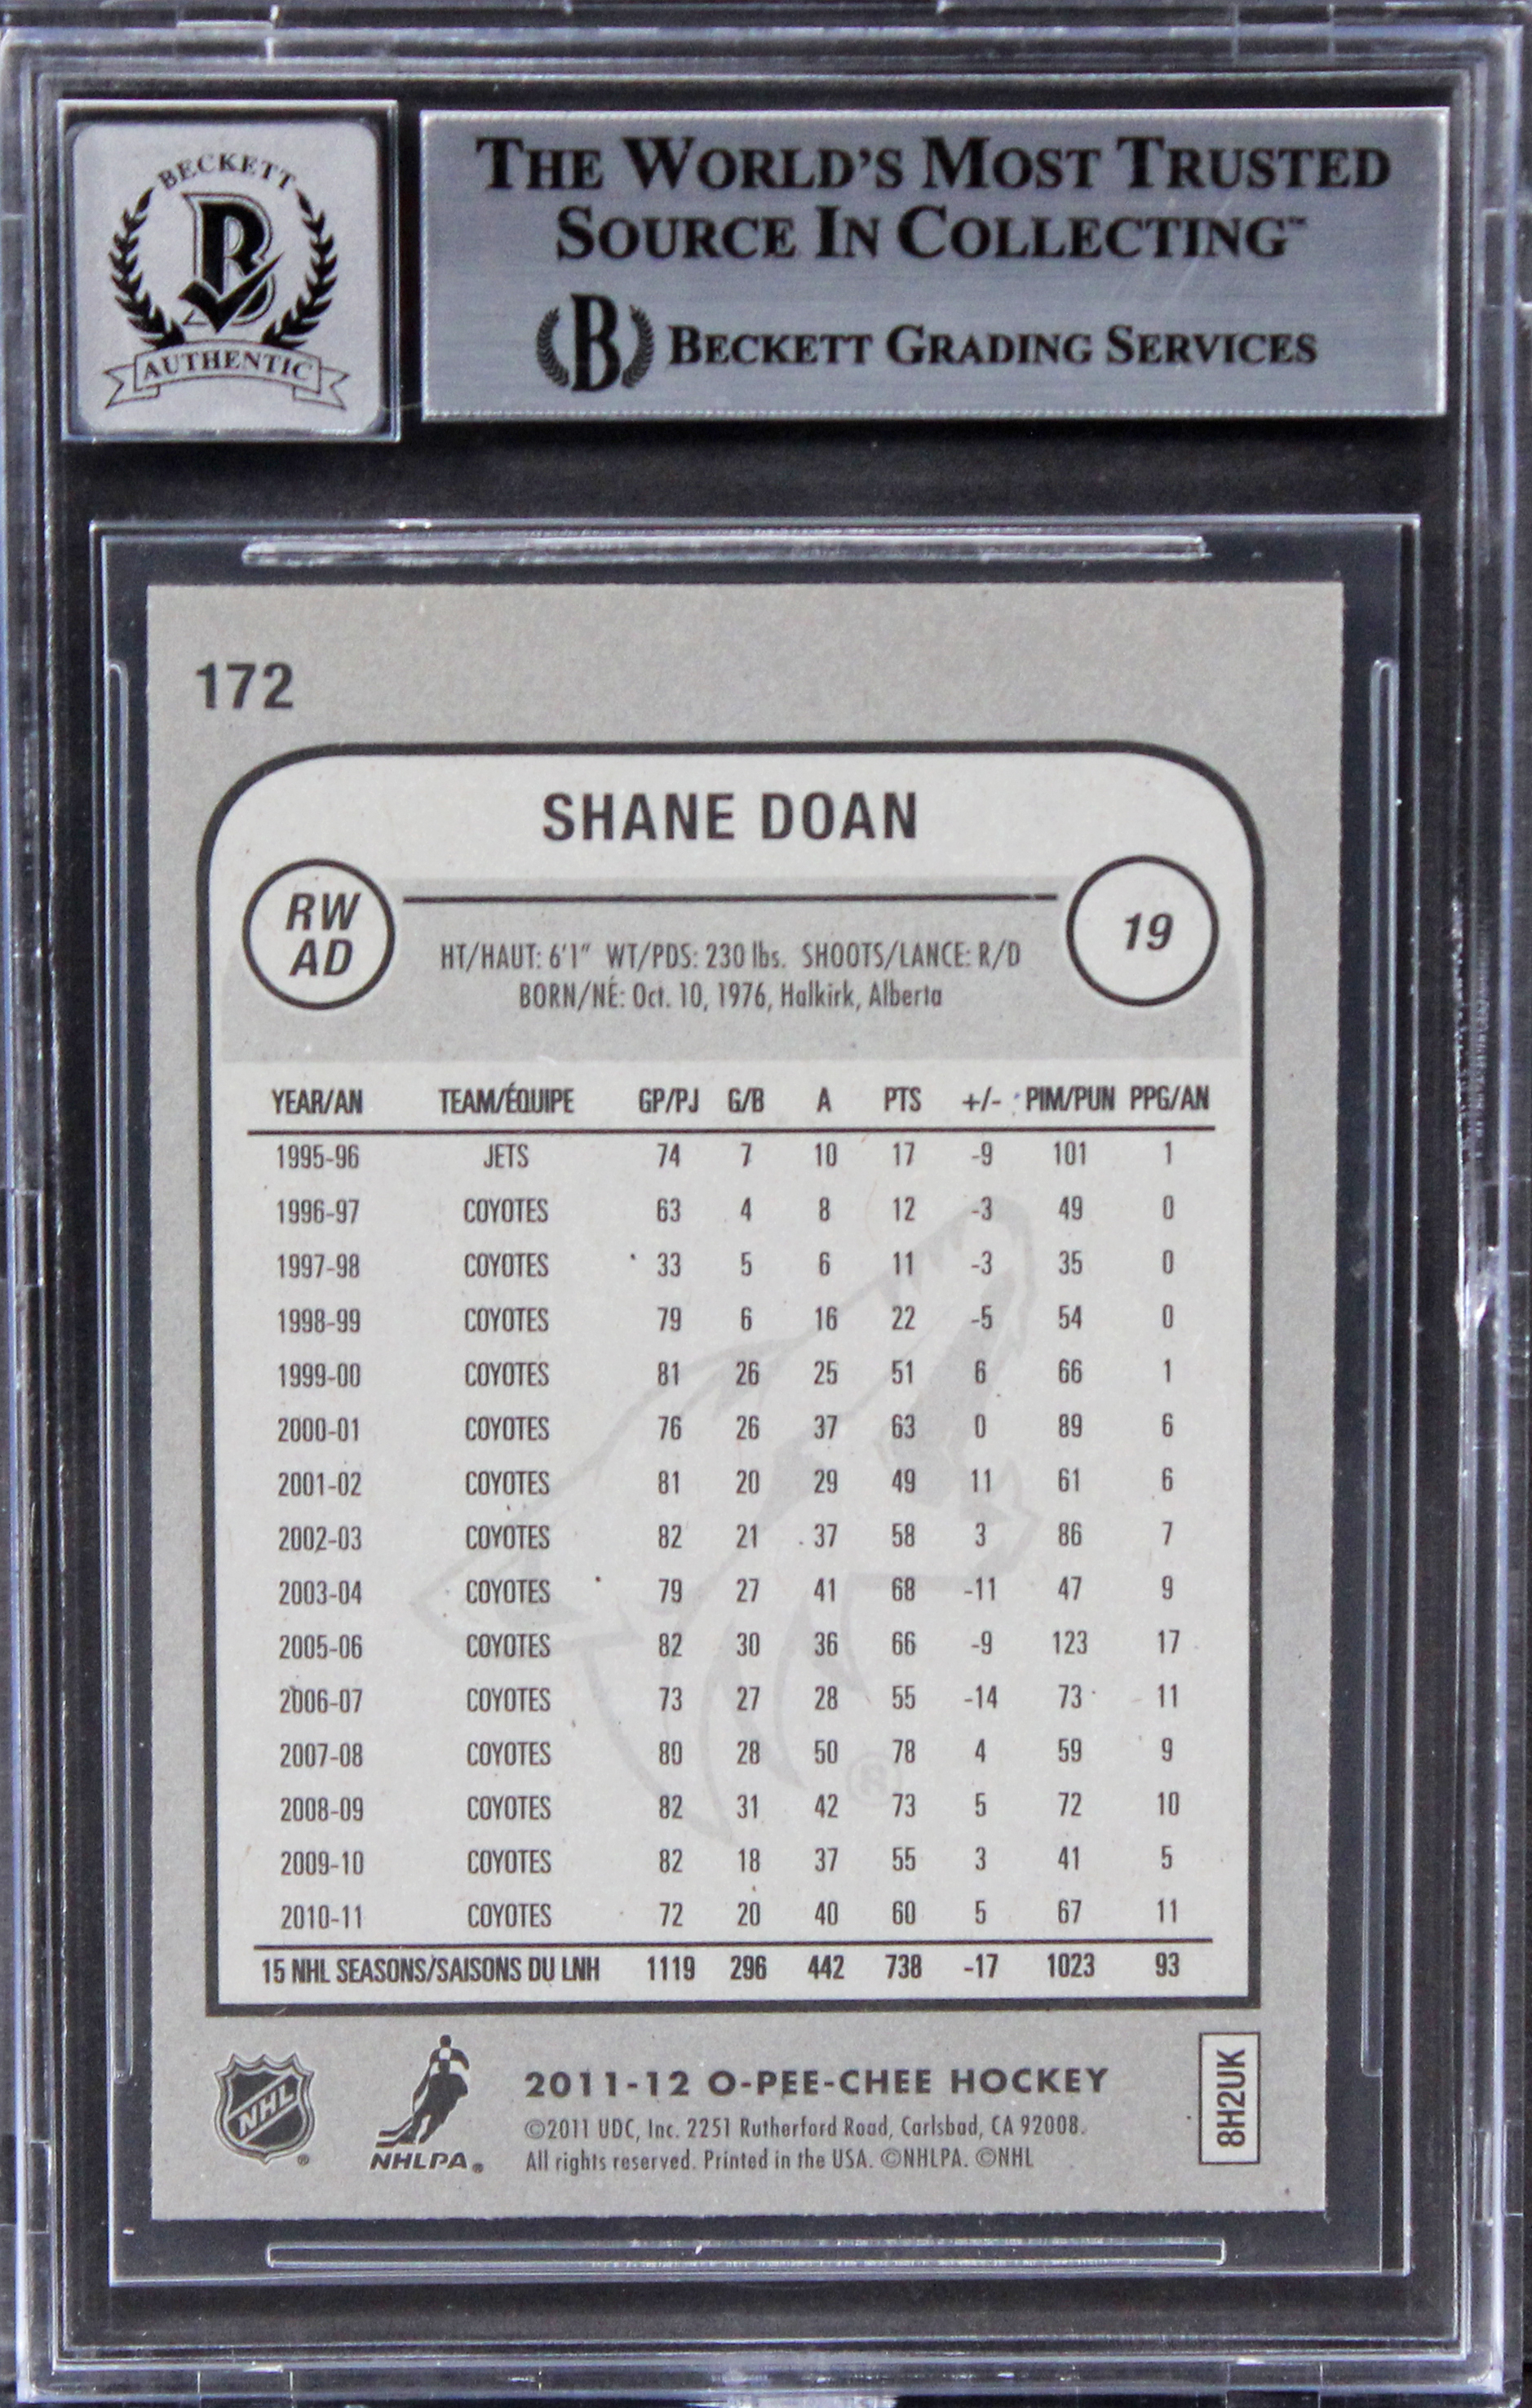 BECKETT
AUTHENTIC
THE WORLD'S MOST TRUSTED
SOURCE IN COLLECTING™
B BECKETT GRADING SERVICES
172
SHANE DOAN
RW
AD
19
HT/HAUT: 6'1" WT/PDS: 230 lbs. SHOOTS/LANCE: R/D
BORN/NÉ: Oct. 10, 1976, Halkirk, Alberta
YEAR/AN TEAM/ÉQUIPE GP/PJ G/B A PTS +/- PIM/PUN PPG/AN
1995-96 JETS 74 7 10 17 -9 101 1
1996-97 COYOTES 63 4 8 12 -3 49 0
1997-98 COYOTES 33 5 6 11 -3 35 0
1998-99 COYOTES 79 6 16 22 -5 54 0
1999-00 COYOTES 81 26 25 51 6 66 1
2000-01 COYOTES 76 26 37 63 0 89 6
2001-02 COYOTES 81 20 29 49 11 61 6
2002-03 COYOTES 82 21 37 58 3 86 7
2003-04 COYOTES 79 27 41 68 -11 47 9
2005-06 COYOTES 82 30 36 66 -9 123 17
2006-07 COYOTES 73 27 28 55 -14 73 11
2007-08 COYOTES 80 28 50 78 4 59 9
2008-09 COYOTES 82 31 42 73 5 72 10
2009-10 COYOTES 82 18 37 55 3 41 5
2010-11 COYOTES 72 20 40 60 5 67 11
15 NHL SEASONS/SAISONS DU LNH 1119 296 442 738 -17 1023 93
NHL®
NHLPA®
2011-12 O-PEE-CHEE HOCKEY
©2011 UDC, Inc. 2251 Rutherford Road, Carlsbad, CA 92008.
All rights reserved. Printed in the USA. ©NHLPA. ©NHL
8H2UK